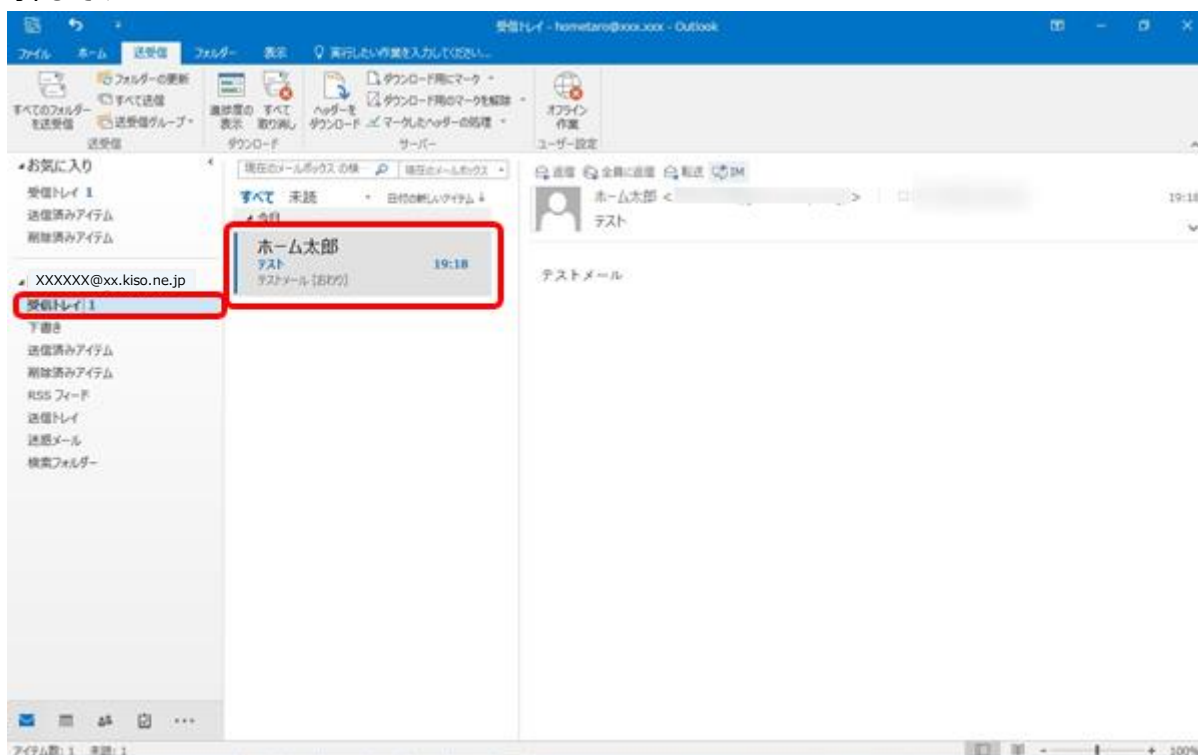 受信トレイ - hometaro@xxx.xxx - Outlook
ファイル ホーム 送受信 フォルダー 表示 実行したい作業を入力してください...
すべてのフォルダーを送受信
フォルダーの更新
すべて送信
送受信グループ
送受信
進捗度の表示
すべて取り消し
ダウンロード
ヘッダーをダウンロード
ダウンロード用にマーク
ダウンロード用のマークを解除
マークしたヘッダーの処理
サーバー
オフライン作業
ユーザー設定
お気に入り
受信トレイ 1
送信済みアイテム
削除済みアイテム
XXXXXX@xx.kiso.ne.jp
受信トレイ 1
下書き
送信済みアイテム
削除済みアイテム
RSS フィード
送信トレイ
迷惑メール
検索フォルダー
アイテム数: 1 未読: 1
現在のメールボックス の検 現在のメールボックス
すべて 未読 日付の新しいアイテム ↓
今日
ホーム太郎
テスト 19:18
テストメール [おわり]
返信 全員に返信 転送 IM
ホーム太郎 < >
19:18
テスト
テストメール
100%